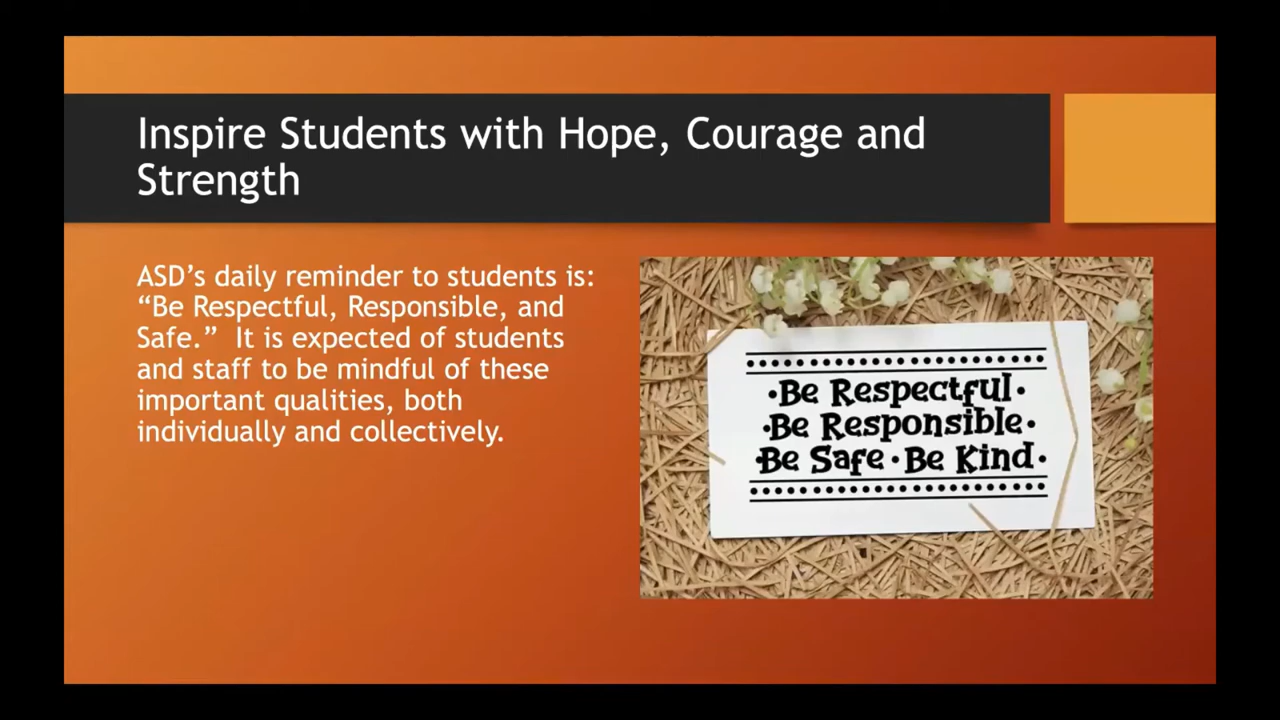 Inspire Students with Hope, Courage and
Strength
ASD’s daily reminder to students is:
“Be Respectful, Responsible, and
Safe.”  It is expected of students
and staff to be mindful of these
important qualities, both
individually and collectively.
•Be Respectful•
•Be Responsible•
•Be Safe•Be Kind•